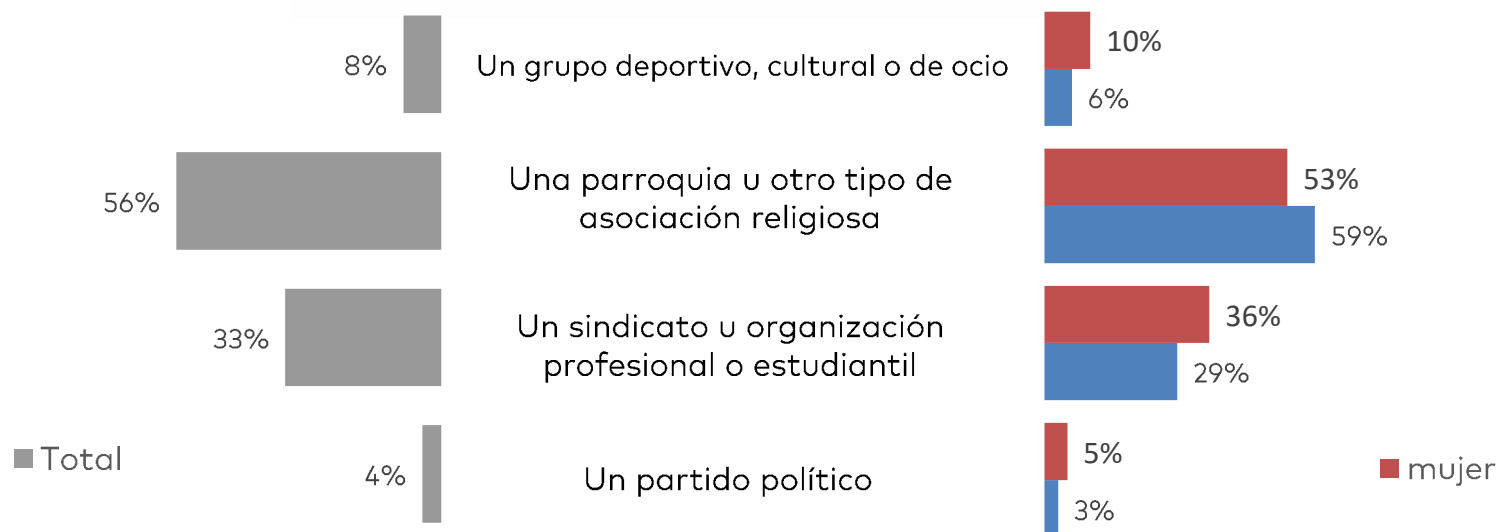 8%
Un grupo deportivo, cultural o de ocio
10%
6%
56%
Una parroquia u otro tipo de
asociación religiosa
53%
59%
33%
Un sindicato u organización
profesional o estudiantil
36%
29%
Total
4%
Un partido político
5%
3%
mujer